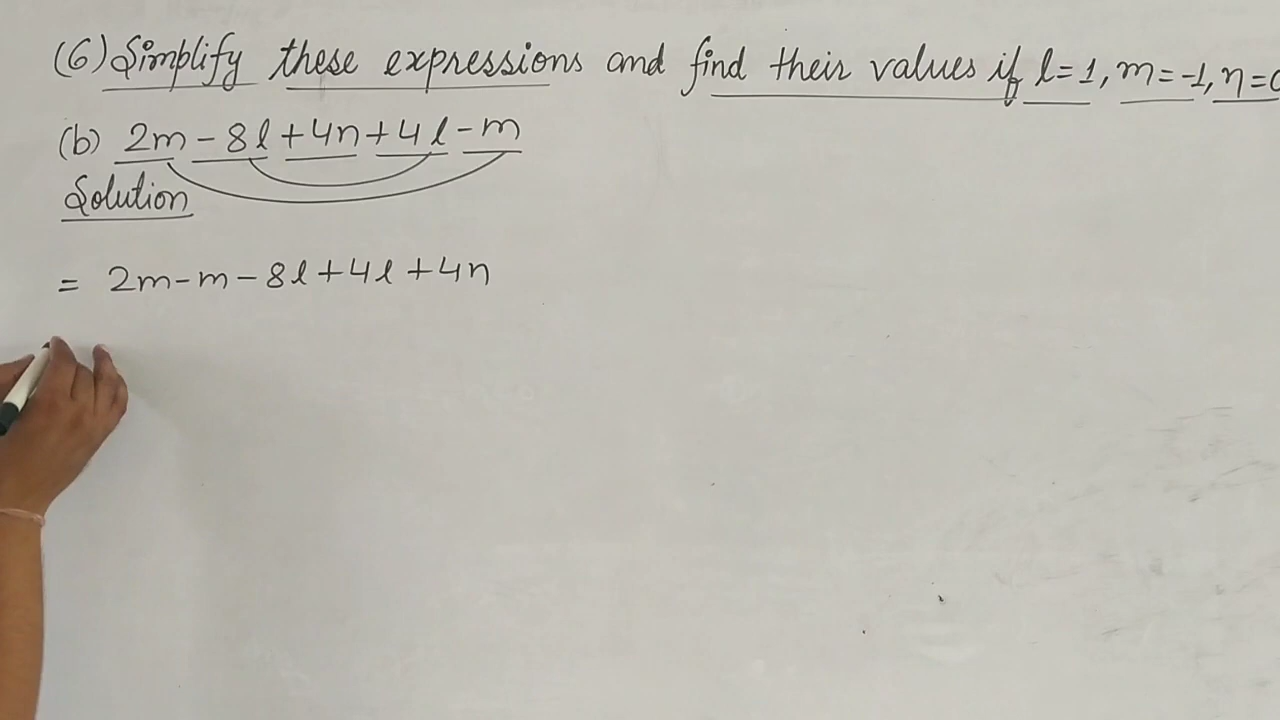 (6) Simplify these expressions and find their values if l=1, m=-1, n=0
(b) 2m - 8l + 4n + 4l - m
Solution
= 2m - m - 8l + 4l + 4n